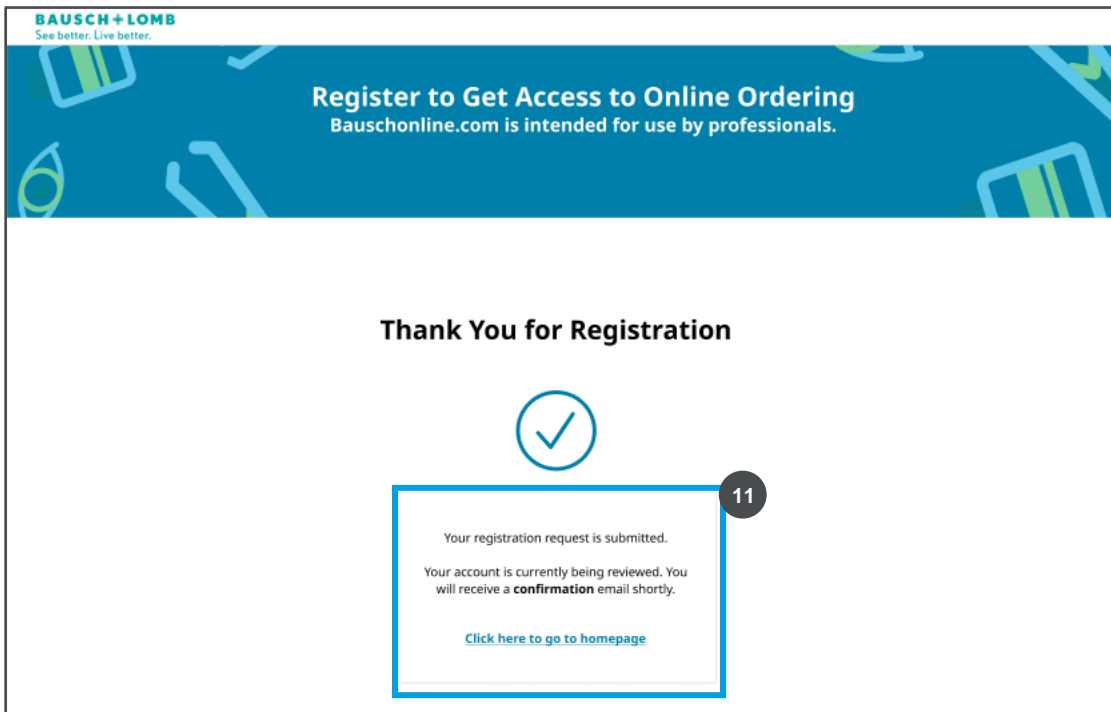 BAUSCH + LOMB
See better. Live better.
Register to Get Access to Online Ordering
Bauschonline.com is intended for use by professionals.
Thank You for Registration
11
Your registration request is submitted.
Your account is currently being reviewed. You
will receive a confirmation email shortly.
Click here to go to homepage